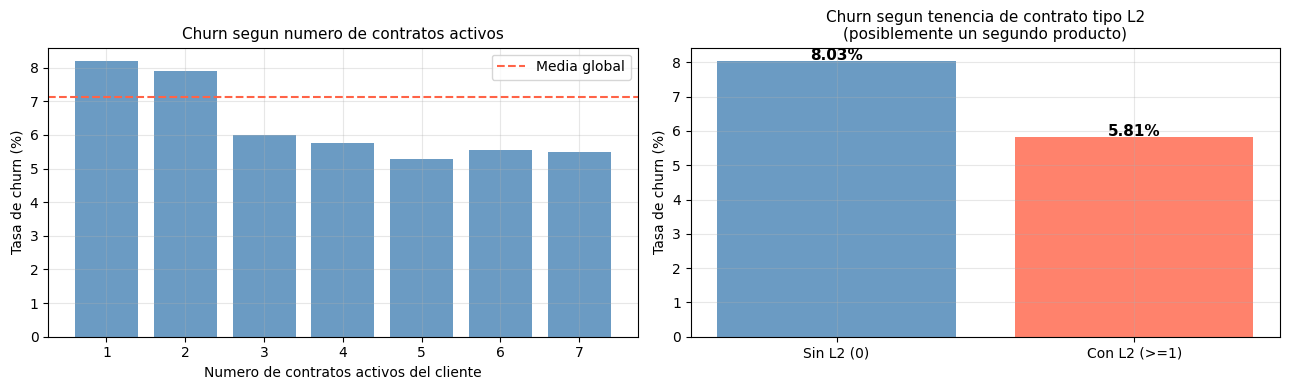 Churn segun numero de contratos activos
Media global
Tasa de churn (%)
8
7
6
5
4
3
2
1
0
1 2 3 4 5 6 7
Numero de contratos activos del cliente
Churn segun tenencia de contrato tipo L2
(posiblemente un segundo producto)
Tasa de churn (%)
8
7
6
5
4
3
2
1
0
8.03%
5.81%
Sin L2 (0) Con L2 (>=1)